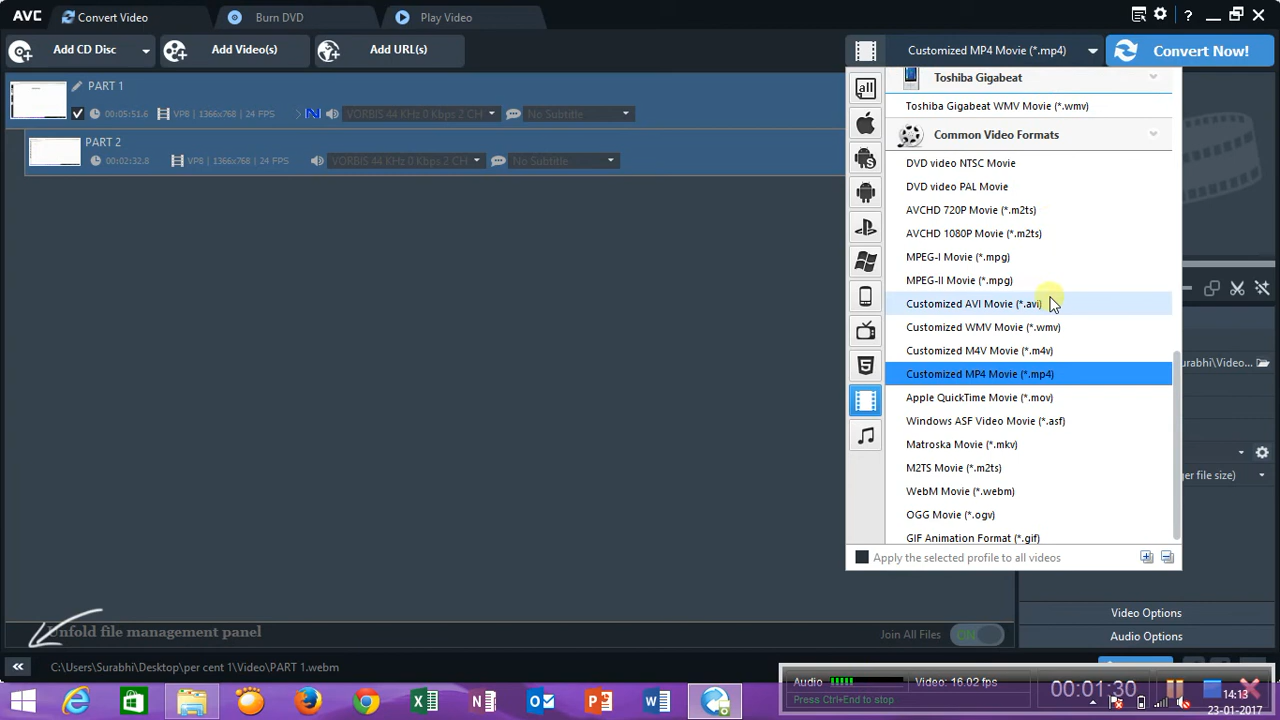 AVC Convert Video Burn DVD Play Video ?
Add CD Disc Add Video(s) Add URL(s) Customized MP4 Movie (*.mp4) Convert Now!
all
Toshiba Gigabeat
Toshiba Gigabeat WMV Movie (*.wmv)
Common Video Formats
DVD video NTSC Movie
DVD video PAL Movie
AVCHD 720P Movie (*.m2ts)
AVCHD 1080P Movie (*.m2ts)
MPEG-I Movie (*.mpg)
MPEG-II Movie (*.mpg)
Customized AVI Movie (*.avi)
Customized WMV Movie (*.wmv)
Customized M4V Movie (*.m4v)
Customized MP4 Movie (*.mp4)
Apple QuickTime Movie (*.mov)
Windows ASF Video Movie (*.asf)
Matroska Movie (*.mkv)
M2TS Movie (*.m2ts)
WebM Movie (*.webm)
OGG Movie (*.ogv)
GIF Animation Format (*.gif)
Apply the selected profile to all videos
PART 1
00:05:51. VP8 | 1366x768 | 24 FPS N VORBIS 44 KHz 0 Kbps 2 CH No Subtitle
PART 2
00:02:32.8 VP8 | 1366x768 | 24 FPS VORBIS 44 KHz 0 Kbps 2 CH No Subtitle
urabhi\Video...
ger file size)
Video Options
Audio Options
Unfold file management panel Join All Files ON
C:\Users\Surabhi\Desktop\per cent 1\Video\PART 1.webm
Audio Video: 16.02 fps 00:01:30
Press Ctrl+End to stop
14:13
23-01-2017